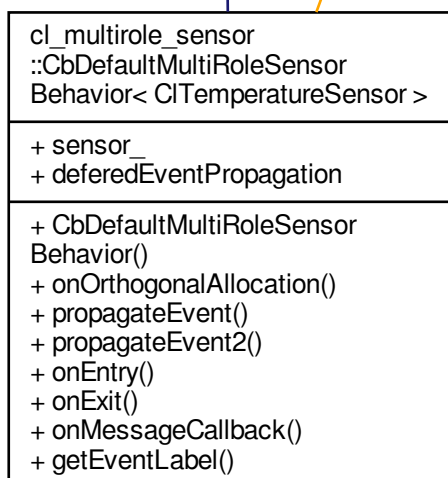 cl_multirole_sensor
::CbDefaultMultiRoleSensor
Behavior< ClTemperatureSensor >
+ sensor_
+ deferedEventPropagation
+ CbDefaultMultiRoleSensor
Behavior()
+ onOrthogonalAllocation()
+ propagateEvent()
+ propagateEvent2()
+ onEntry()
+ onExit()
+ onMessageCallback()
+ getEventLabel()